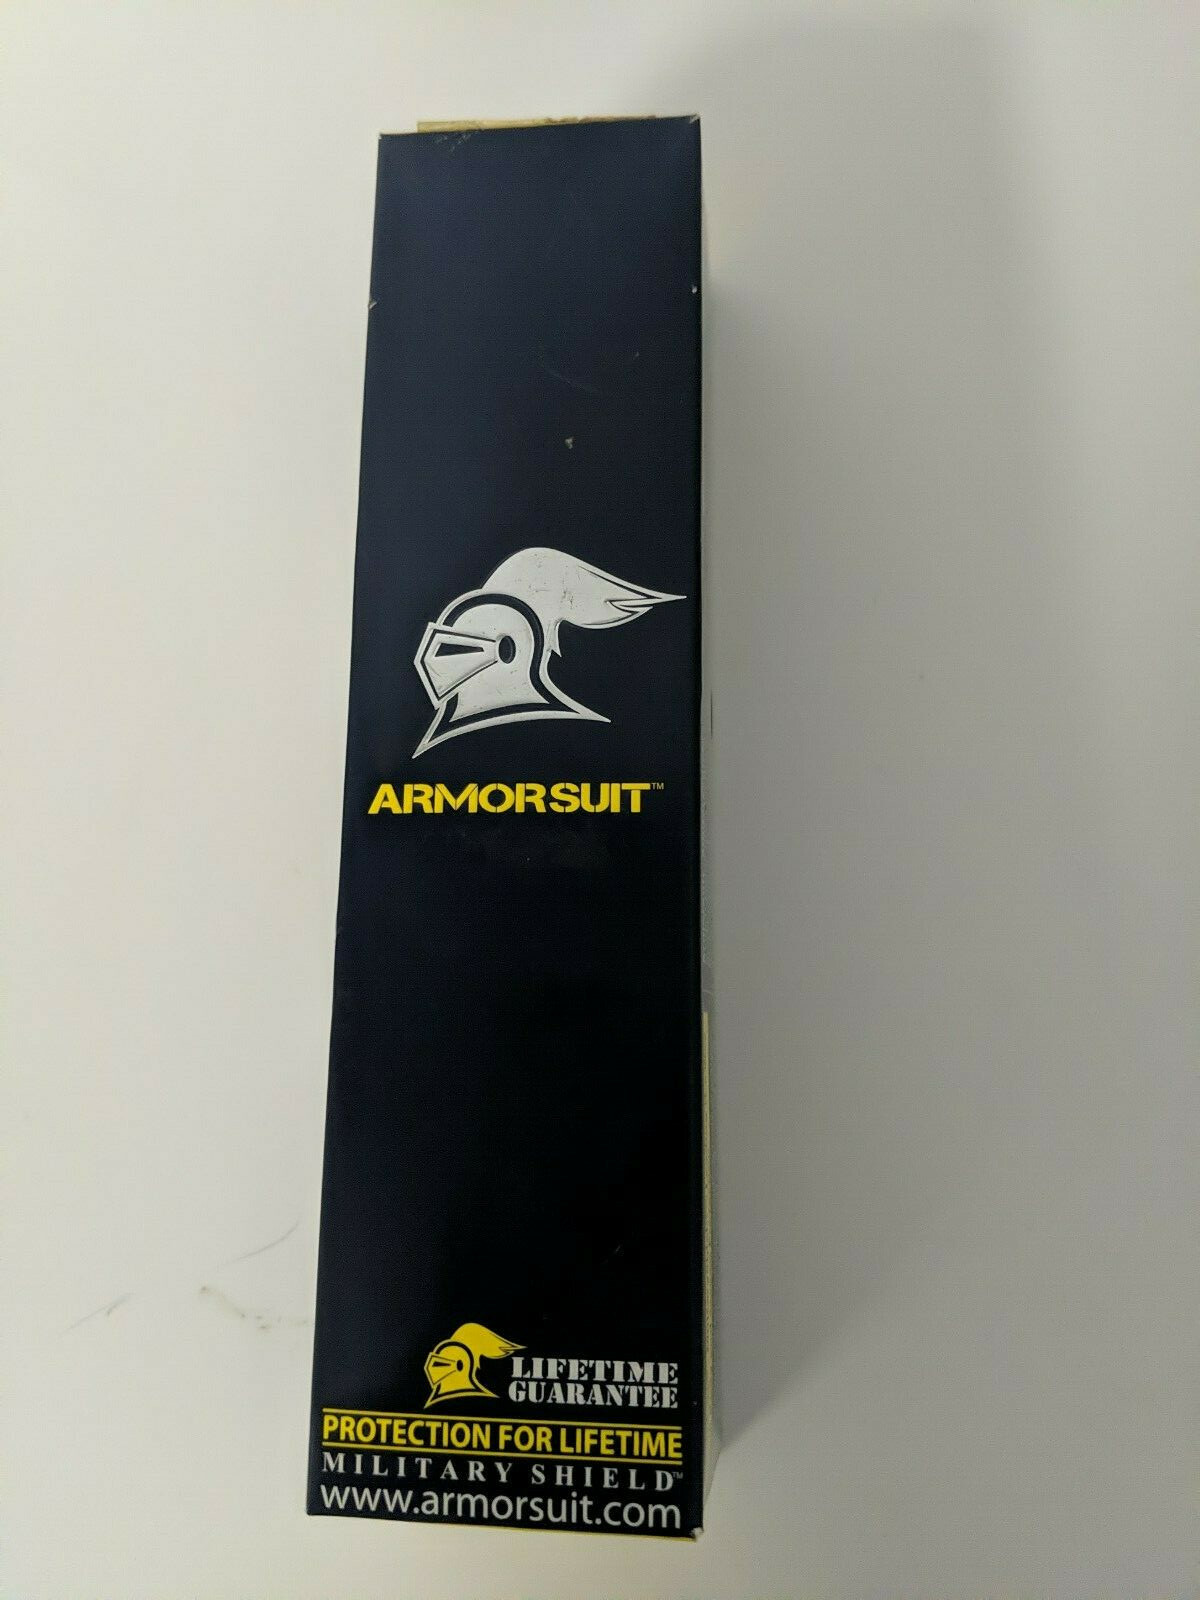 ARMORSUIT™
LIFETIME
GUARANTEE
PROTECTION FOR LIFETIME
MILITARY SHIELD™
www.armorsuit.com